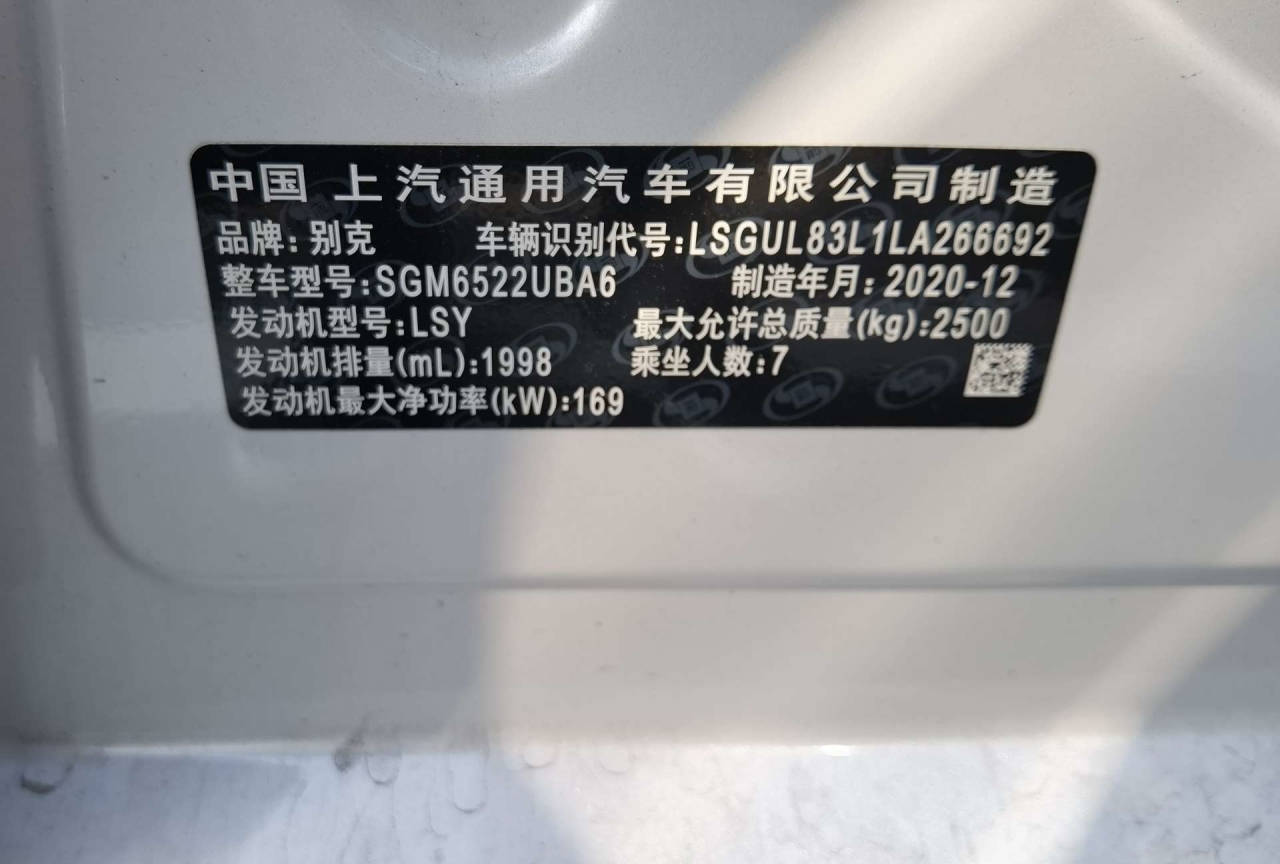 中国 上汽通用汽车有限公司制造
品牌: 别克 车辆识别代号:LSGUL83L1LA266692
整车型号:SGM6522UBA6 制造年月: 2020-12
发动机型号:LSY 最大允许总质量(kg):2500
发动机排量(mL):1998 乘坐人数:7
发动机最大净功率(kW):169